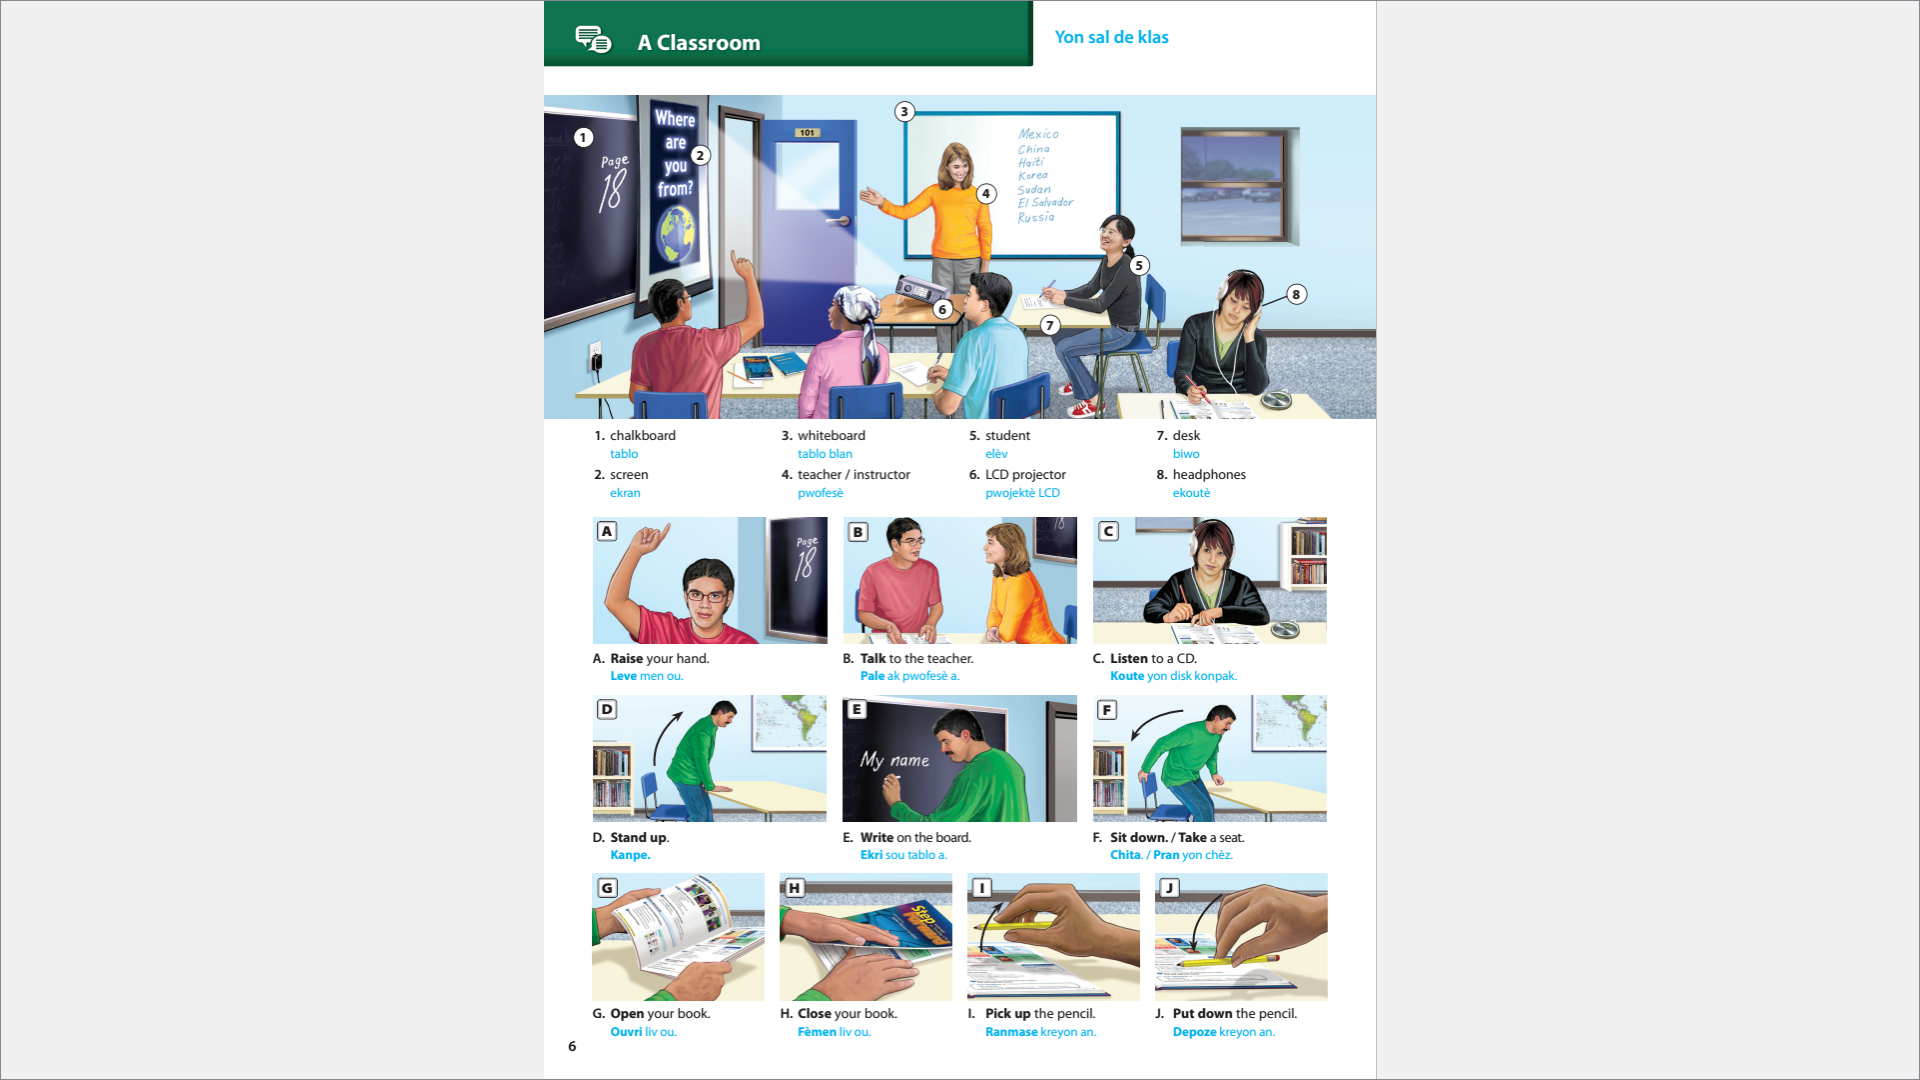 A Classroom
Yon sal de klas
1
Page
18
Where
are
you
from?
2
101
3
Mexico
China
Haiti
Korea
Sudan
El Salvador
Russia
4
5
6
7
8
1. chalkboard
tablo
2. screen
ekran
3. whiteboard
tablo blan
4. teacher / instructor
pwofesè
5. student
elèv
6. LCD projector
pwojektè LCD
7. desk
biwo
8. headphones
ekoutè
A
Page
18
B
18
C
A. Raise your hand.
Leve men ou.
B. Talk to the teacher.
Pale ak pwofesè a.
C. Listen to a CD.
Koute yon disk konpak.
D
E
My name
F
D. Stand up.
Kanpe.
E. Write on the board.
Ekri sou tablo a.
F. Sit down. / Take a seat.
Chita. / Pran yon chèz.
G
H
Step
Forward
I
J
G. Open your book.
Ouvri liv ou.
H. Close your book.
Fèmen liv ou.
I. Pick up the pencil.
Ranmase kreyon an.
J. Put down the pencil.
Depoze kreyon an.
6